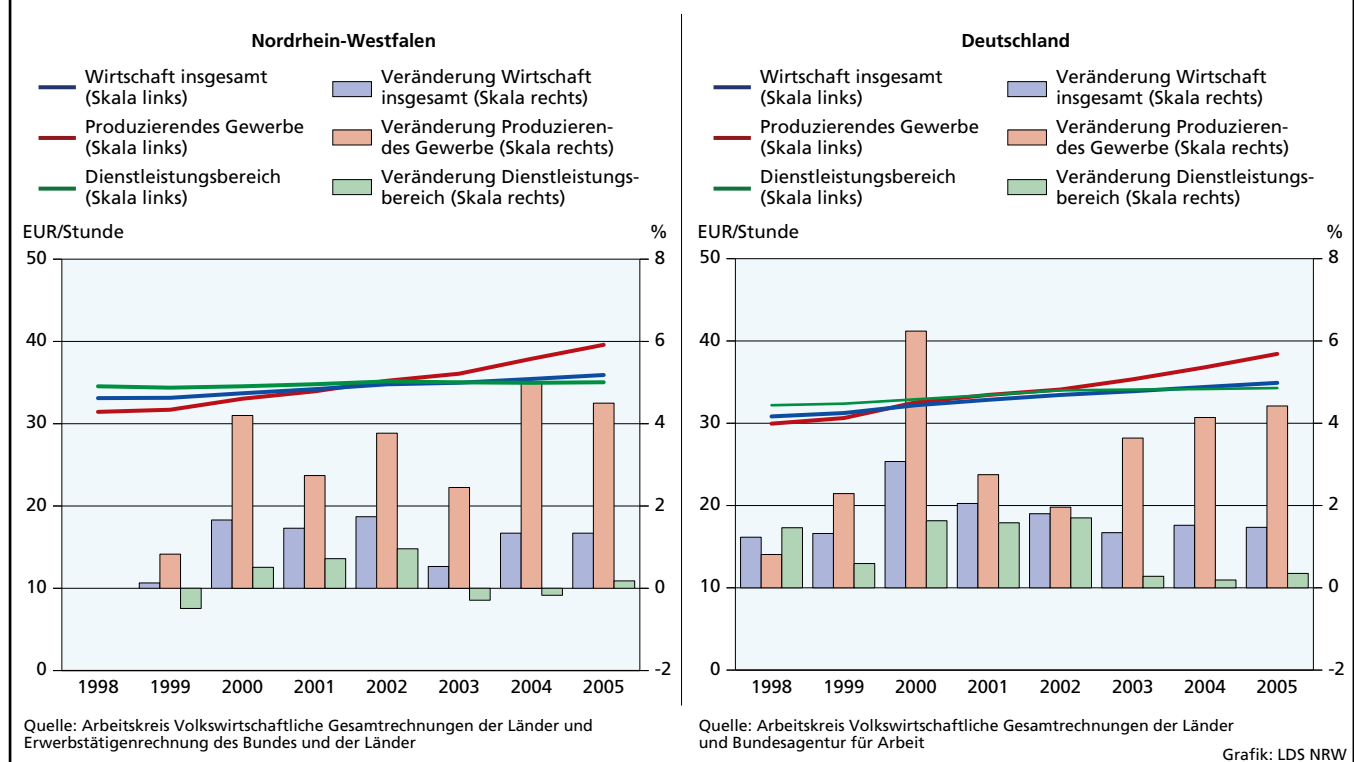 Nordrhein-Westfalen
Wirtschaft insgesamt
(Skala links)
Veränderung Wirtschaft
insgesamt (Skala rechts)
Produzierendes Gewerbe
(Skala links)
Veränderung Produzieren-
des Gewerbe (Skala rechts)
Dienstleistungsbereich
(Skala links)
Veränderung Dienstleistungs-
bereich (Skala rechts)
EUR/Stunde %
50 8
40 6
30 4
20 2
10 0
0 -2
1998 1999 2000 2001 2002 2003 2004 2005
Quelle: Arbeitskreis Volkswirtschaftliche Gesamtrechnungen der Länder und
Erwerbstätigenrechnung des Bundes und der Länder
Deutschland
Wirtschaft insgesamt
(Skala links)
Veränderung Wirtschaft
insgesamt (Skala rechts)
Produzierendes Gewerbe
(Skala links)
Veränderung Produzieren-
des Gewerbe (Skala rechts)
Dienstleistungsbereich
(Skala links)
Veränderung Dienstleistungs-
bereich (Skala rechts)
EUR/Stunde %
50 8
40 6
30 4
20 2
10 0
0 -2
1998 1999 2000 2001 2002 2003 2004 2005
Quelle: Arbeitskreis Volkswirtschaftliche Gesamtrechnungen der Länder
und Bundesagentur für Arbeit
Grafik: LDS NRW